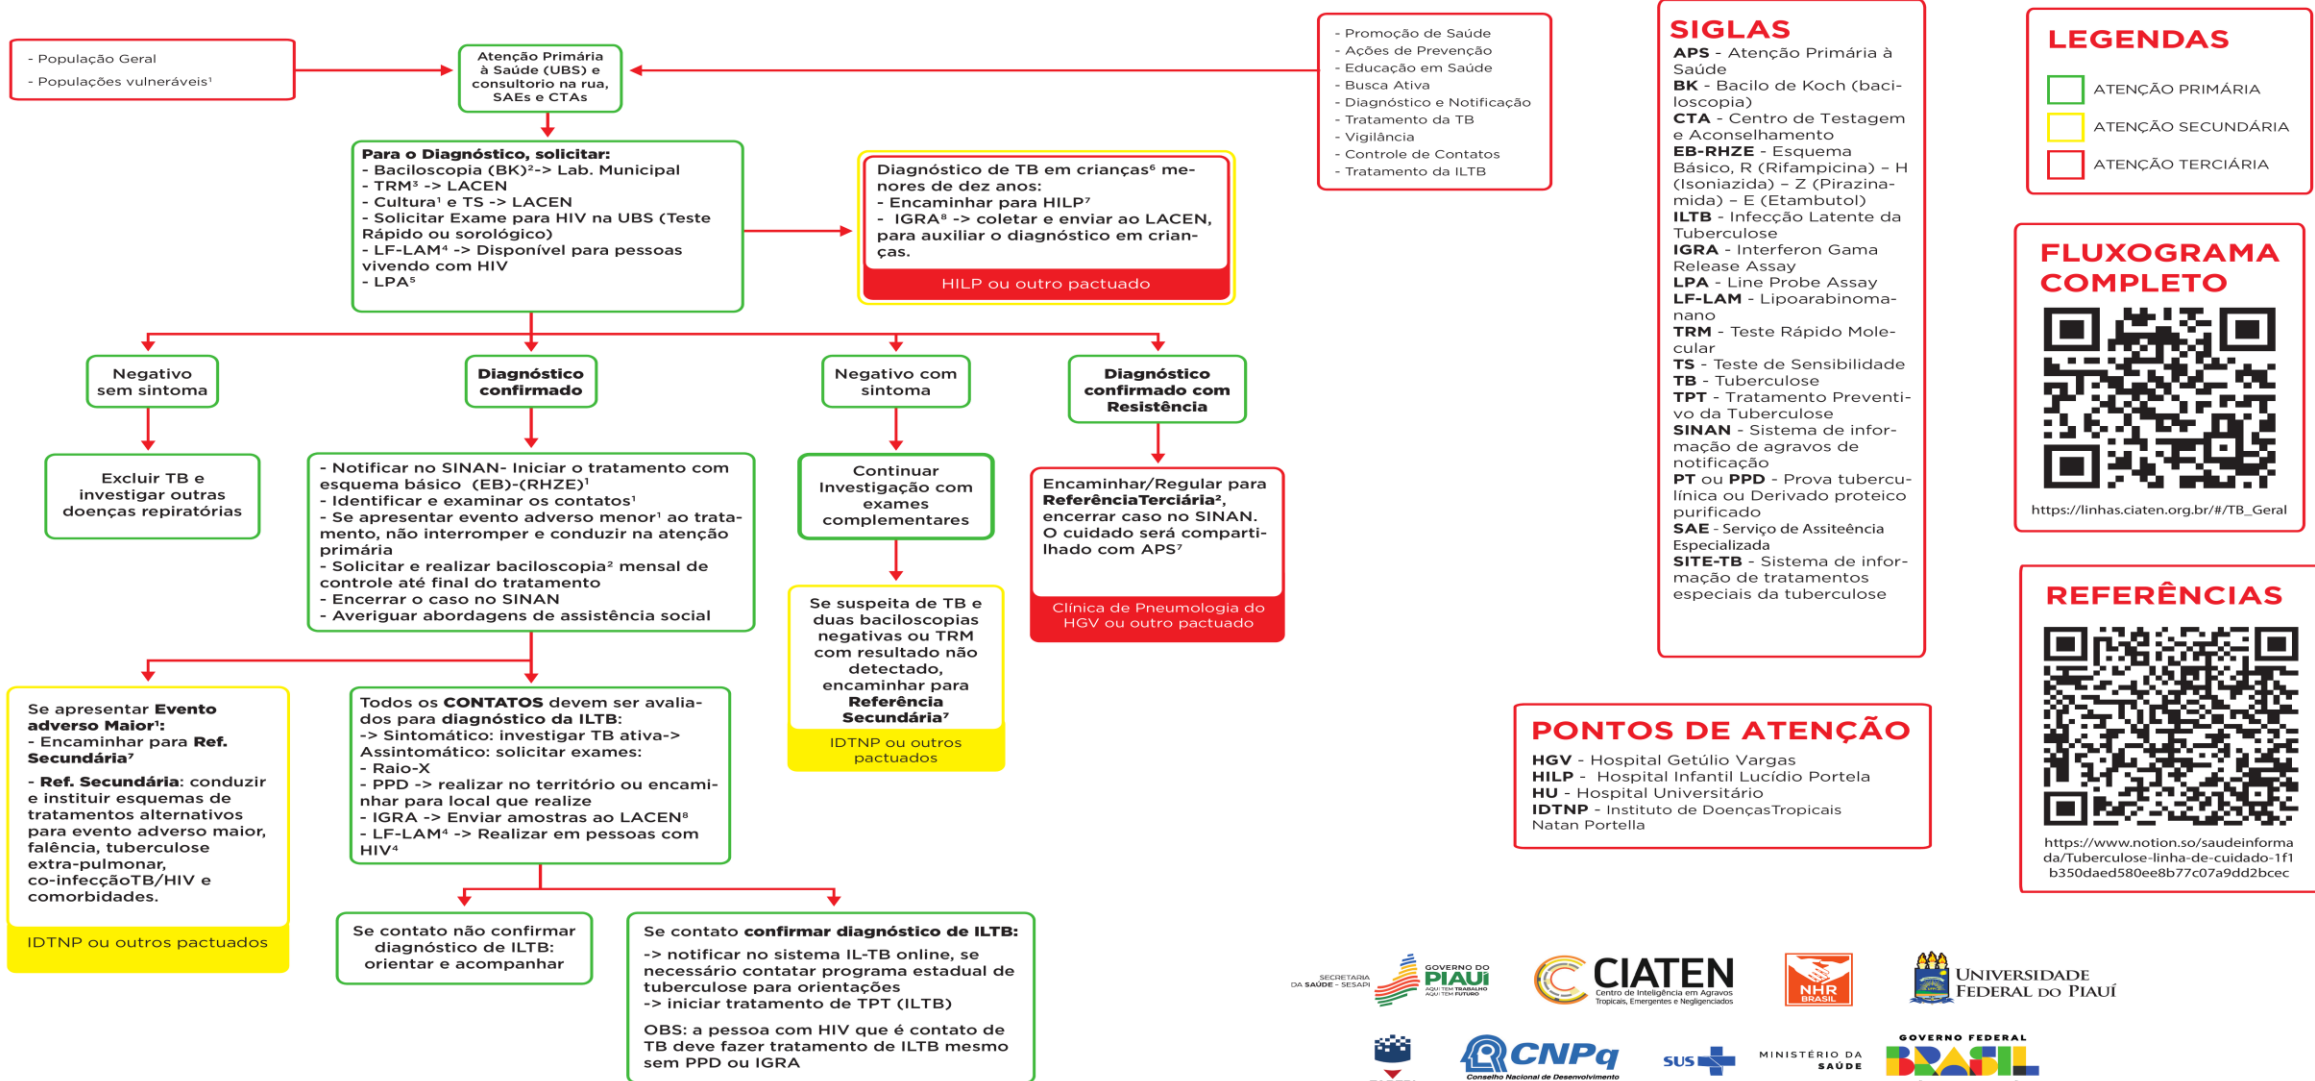 - População Geral
- Populações vulneráveis¹
Atenção Primária
à Saúde (UBS) e
consultorio na rua,
SAEs e CTAs
- Promoção de Saúde
- Ações de Prevenção
- Educação em Saúde
- Busca Ativa
- Diagnóstico e Notificação
- Tratamento da TB
- Vigilância
- Controle de Contatos
- Tratamento da ILTB
Para o Diagnóstico, solicitar:
- Baciloscopia (BK)²-> Lab. Municipal
- TRM³ -> LACEN
- Cultura¹ e TS -> LACEN
- Solicitar Exame para HIV na UBS (Teste
Rápido ou sorológico)
- LF-LAM⁴ -> Disponível para pessoas
vivendo com HIV
- LPA⁵
Diagnóstico de TB em crianças⁶ me-
nores de dez anos:
- Encaminhar para HILP⁷
- IGRA⁸ -> coletar e enviar ao LACEN,
para auxiliar o diagnóstico em crian-
ças.
HILP ou outro pactuado
Negativo
sem sintoma
Diagnóstico
confirmado
Negativo com
sintoma
Diagnóstico
confirmado com
Resistência
Excluir TB e
investigar outras
doenças repiratórias
- Notificar no SINAN- Iniciar o tratamento com
esquema básico (EB)-(RHZE)¹
- Identificar e examinar os contatos¹
- Se apresentar evento adverso menor¹ ao trata-
mento, não interromper e conduzir na atenção
primária
- Solicitar e realizar baciloscopia² mensal de
controle até final do tratamento
- Encerrar o caso no SINAN
- Averiguar abordagens de assistência social
Continuar
Investigação com
exames
complementares
Encaminhar/Regular para
ReferênciaTerciária²,
encerrar caso no SINAN.
O cuidado será comparti-
lhado com APS⁷
Clínica de Pneumologia do
HGV ou outro pactuado
Se suspeita de TB e
duas baciloscopias
negativas ou TRM
com resultado não
detectado,
encaminhar para
Referência
Secundária⁷
IDTNP ou outros
pactuados
Se apresentar Evento
adverso Maior¹:
- Encaminhar para Ref.
Secundária⁷
- Ref. Secundária: conduzir
e instituir esquemas de
tratamentos alternativos
para evento adverso maior,
falência, tuberculose
extra-pulmonar,
co-infecçãoTB/HIV e
comorbidades.
IDTNP ou outros pactuados
Todos os CONTATOS devem ser avalia-
dos para diagnóstico da ILTB:
-> Sintomático: investigar TB ativa->
Assintomático: solicitar exames:
- Raio-X
- PPD -> realizar no território ou encami-
nhar para local que realize
- IGRA -> Enviar amostras ao LACEN⁸
- LF-LAM⁴ -> Realizar em pessoas com
HIV⁴
Se contato não confirmar
diagnóstico de ILTB:
orientar e acompanhar
Se contato confirmar diagnóstico de ILTB:
-> notificar no sistema IL-TB online, se
necessário contatar programa estadual de
tuberculose para orientações
-> iniciar tratamento de TPT (ILTB)
OBS: a pessoa com HIV que é contato de
TB deve fazer tratamento de ILTB mesmo
sem PPD ou IGRA
SIGLAS
APS - Atenção Primária à
Saúde
BK - Bacilo de Koch (baci-
loscopia)
CTA - Centro de Testagem
e Aconselhamento
EB-RHZE - Esquema
Básico, R (Rifampicina) – H
(Isoniazida) – Z (Pirazina-
mida) – E (Etambutol)
ILTB - Infecção Latente da
Tuberculose
IGRA - Interferon Gama
Release Assay
LPA - Line Probe Assay
LF-LAM - Lipoarabinoma-
nano
TRM - Teste Rápido Mole-
cular
TS - Teste de Sensibilidade
TB - Tuberculose
TPT - Tratamento Preventi-
vo da Tuberculose
SINAN - Sistema de infor-
mação de agravos de
notificação
PT ou PPD - Prova tubercu-
línica ou Derivado proteico
purificado
SAE - Serviço de Assiteência
Especializada
SITE-TB - Sistema de infor-
mação de tratamentos
especiais da tuberculose
PONTOS DE ATENÇÃO
HGV - Hospital Getúlio Vargas
HILP - Hospital Infantil Lucídio Portela
HU - Hospital Universitário
IDTNP - Instituto de DoençasTropicais
Natan Portella
LEGENDAS
ATENÇÃO PRIMÁRIA
ATENÇÃO SECUNDÁRIA
ATENÇÃO TERCIÁRIA
FLUXOGRAMA
COMPLETO
https://linhas.ciaten.org.br/#/TB_Geral
REFERÊNCIAS
https://www.notion.so/saudeinforma
da/Tuberculose-linha-de-cuidado-1f1
b350daed580ee8b77c07a9dd2bcec
SECRETARIA
DA SAÚDE - SESAPI
GOVERNO DO
PIAUÍ
AQUI TEM TRABALHO
AQUI TEM FUTURO
CIATEN
Centro de Inteligência em Agravos
Tropicais, Emergentes e Negligenciados
NHR
BRASIL
UNIVERSIDADE
FEDERAL DO PIAUÍ
CNPq
Conselho Nacional de Desenvolvimento
SUS
MINISTÉRIO DA
SAÚDE
GOVERNO FEDERAL
BRASIL